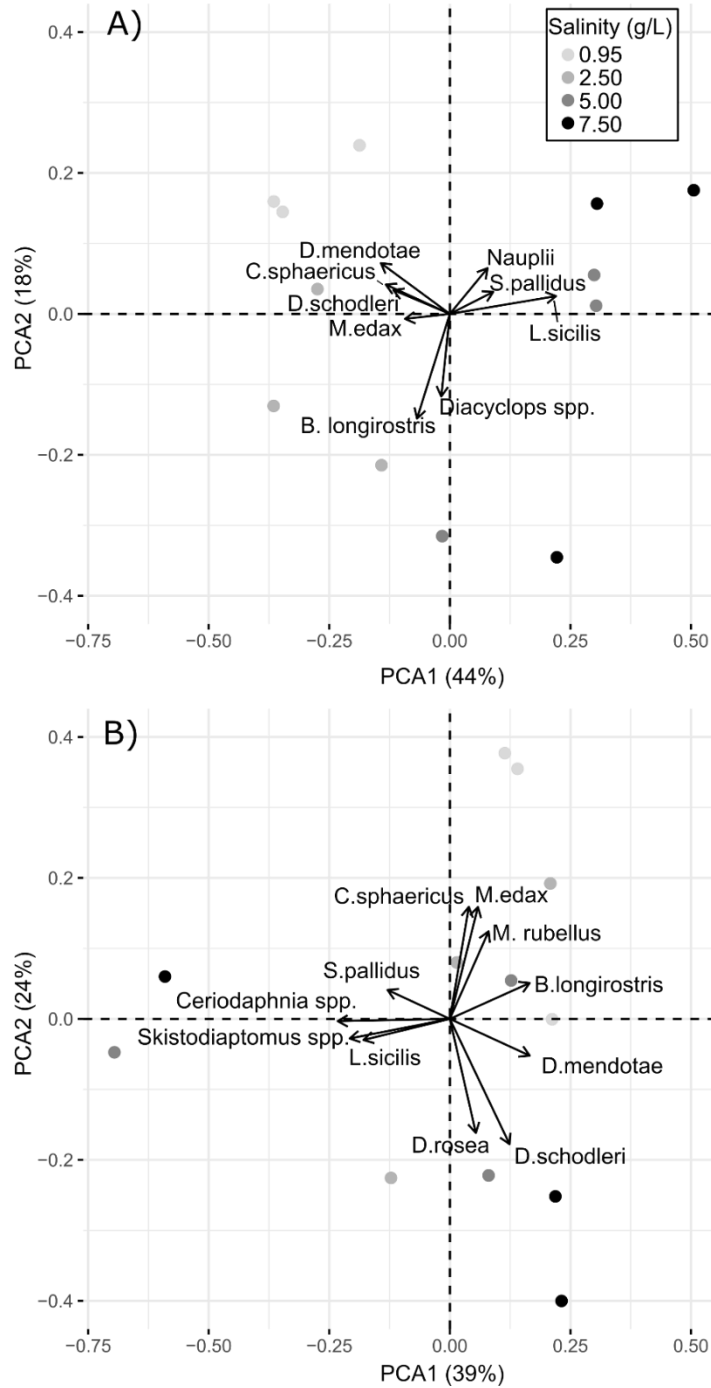 A)
Salinity (g/L)
0.95
2.50
5.00
7.50
0.4
0.2
0.0
−0.2
−0.4
PCA2 (18%)
D.mendotae
Nauplii
C.sphaericus
S.pallidus
D.schodleri
M.edax
L.sicilis
Diacyclops spp.
B. longirostris
−0.75 −0.50 −0.25 0.00 0.25 0.50
PCA1 (44%)
B)
0.4
0.2
0.0
−0.2
−0.4
PCA2 (24%)
C.sphaericus M.edax
M. rubellus
S.pallidus
B.longirostris
Ceriodaphnia spp.
Skistodiaptomus spp.
L.sicilis
D.mendotae
D.rosea
D.schodleri
−0.75 −0.50 −0.25 0.00 0.25 0.50
PCA1 (39%)